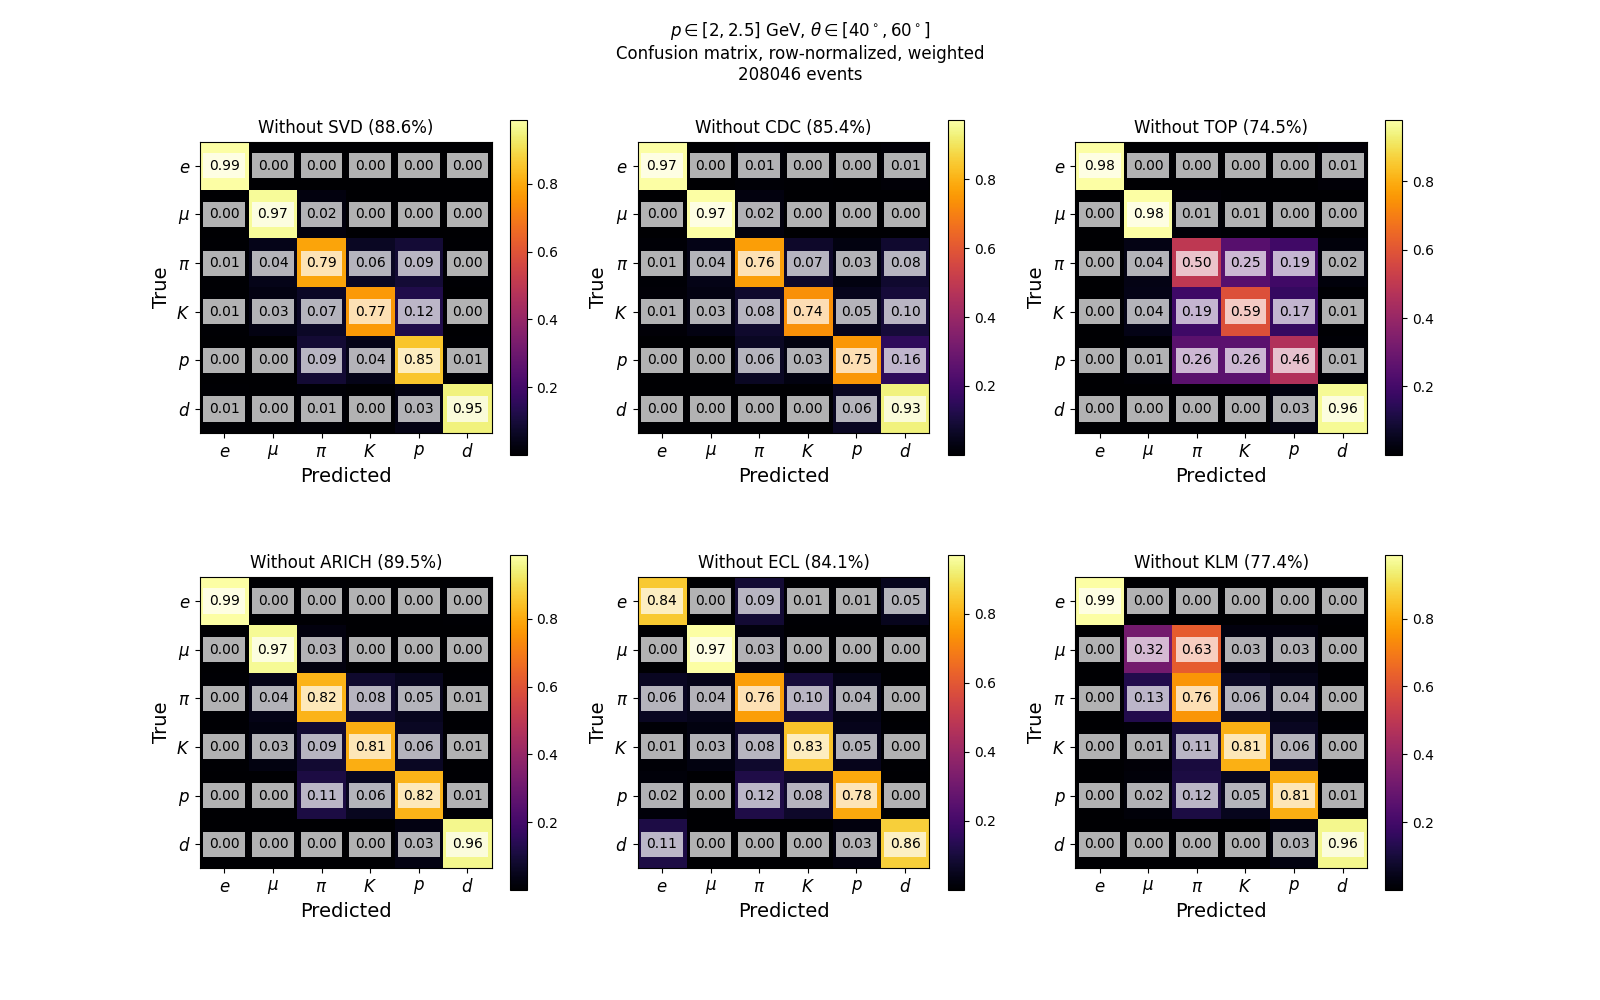 p ∈ [2, 2.5] GeV, θ ∈ [40°, 60°]
Confusion matrix, row-normalized, weighted
208046 events
Without SVD (88.6%)
e 0.99 0.00 0.00 0.00 0.00 0.00
μ 0.00 0.97 0.02 0.00 0.00 0.00
π 0.01 0.04 0.79 0.06 0.09 0.00
K 0.01 0.03 0.07 0.77 0.12 0.00
p 0.00 0.00 0.09 0.04 0.85 0.01
d 0.01 0.00 0.01 0.00 0.03 0.95
e μ π K p d
True
Predicted
0.8
0.6
0.4
0.2
Without CDC (85.4%)
e 0.97 0.00 0.01 0.00 0.00 0.01
μ 0.00 0.97 0.02 0.00 0.00 0.00
π 0.01 0.04 0.76 0.07 0.03 0.08
K 0.01 0.03 0.08 0.74 0.05 0.10
p 0.00 0.00 0.06 0.03 0.75 0.16
d 0.00 0.00 0.00 0.00 0.06 0.93
e μ π K p d
True
Predicted
0.8
0.6
0.4
0.2
Without TOP (74.5%)
e 0.98 0.00 0.00 0.00 0.00 0.01
μ 0.00 0.98 0.01 0.01 0.00 0.00
π 0.00 0.04 0.50 0.25 0.19 0.02
K 0.00 0.04 0.19 0.59 0.17 0.01
p 0.00 0.01 0.26 0.26 0.46 0.01
d 0.00 0.00 0.00 0.00 0.03 0.96
e μ π K p d
True
Predicted
0.8
0.6
0.4
0.2
Without ARICH (89.5%)
e 0.99 0.00 0.00 0.00 0.00 0.00
μ 0.00 0.97 0.03 0.00 0.00 0.00
π 0.00 0.04 0.82 0.08 0.05 0.01
K 0.00 0.03 0.09 0.81 0.06 0.01
p 0.00 0.00 0.11 0.06 0.82 0.01
d 0.00 0.00 0.00 0.00 0.03 0.96
e μ π K p d
True
Predicted
0.8
0.6
0.4
0.2
Without ECL (84.1%)
e 0.84 0.00 0.09 0.01 0.01 0.05
μ 0.00 0.97 0.03 0.00 0.00 0.00
π 0.06 0.04 0.76 0.10 0.04 0.00
K 0.01 0.03 0.08 0.83 0.05 0.00
p 0.02 0.00 0.12 0.08 0.78 0.00
d 0.11 0.00 0.00 0.00 0.03 0.86
e μ π K p d
True
Predicted
0.8
0.6
0.4
0.2
Without KLM (77.4%)
e 0.99 0.00 0.00 0.00 0.00 0.00
μ 0.00 0.32 0.63 0.03 0.03 0.00
π 0.00 0.13 0.76 0.06 0.04 0.00
K 0.00 0.01 0.11 0.81 0.06 0.00
p 0.00 0.02 0.12 0.05 0.81 0.01
d 0.00 0.00 0.00 0.00 0.03 0.96
e μ π K p d
True
Predicted
0.8
0.6
0.4
0.2